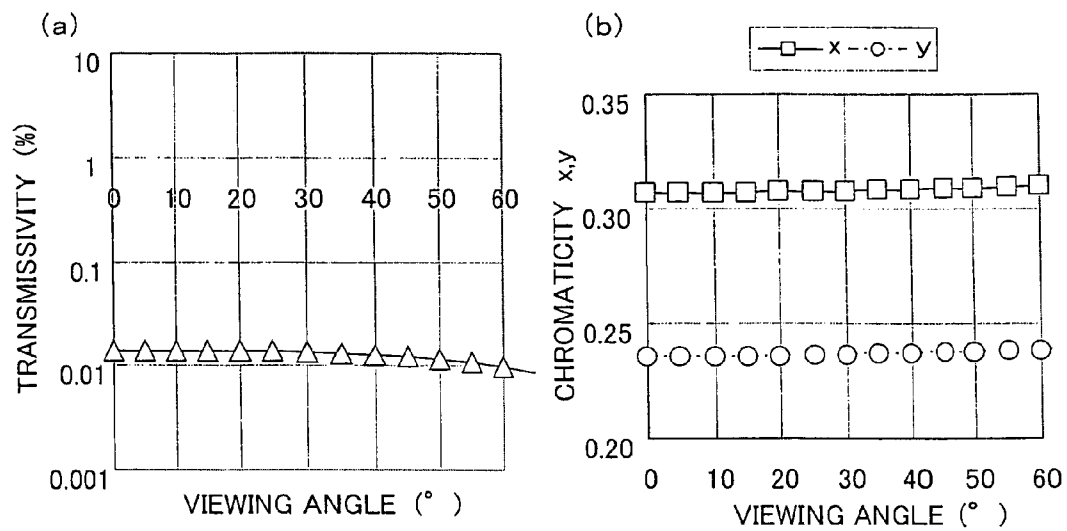 (a)
10
1
0 10 20 30 40 50 60
0.1
0.01
0.001
TRANSMISSIVITY (%)
VIEWING ANGLE (° )
(b)
x y
0.35
0.30
0.25
0.20
CHROMATICITY x,y
0 10 20 30 40 50 60
VIEWING ANGLE (° )